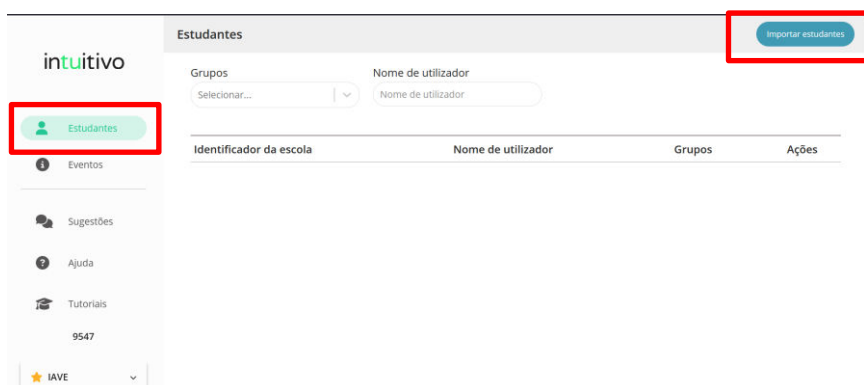 intuitivo
Estudantes
Eventos
Sugestões
Ajuda
Tutoriais
9547
IAVE
Estudantes
Importar estudantes
Grupos
Nome de utilizador
Selecionar...
Nome de utilizador
Identificador da escola
Nome de utilizador
Grupos
Ações